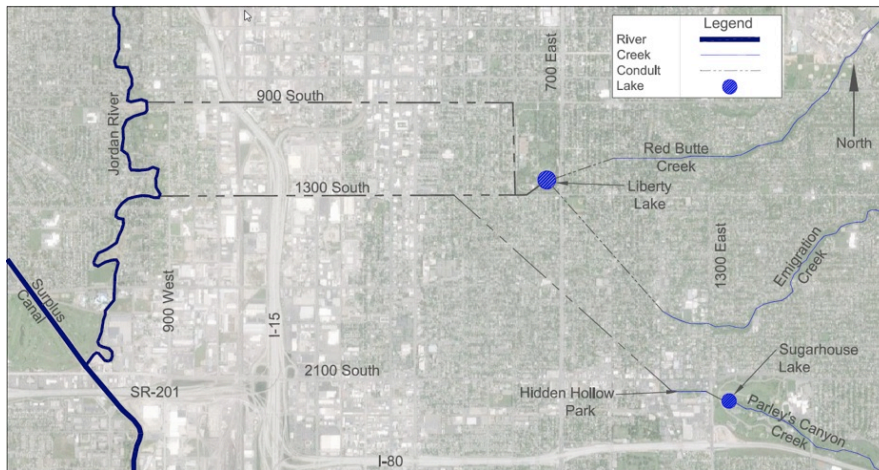 Legend
River
Creek
Conduit
Lake
700 East
900 South
Jordan River
North
Red Butte
Creek
Liberty
Lake
1300 South
1300 East
Emigration
Creek
Surplus
Canal
900 West
I-15
2100 South
SR-201
Sugarhouse
Lake
Hidden Hollow
Park
Parley's Canyon
Creek
I-80